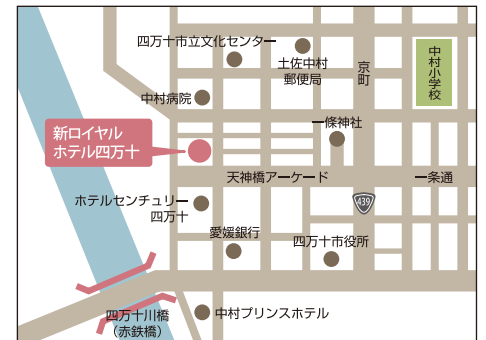 四万十市立文化センター
土佐中村
郵便局
京町
中村小学校
中村病院
一條神社
新ロイヤル
ホテル四万十
天神橋アーケード
一条通
ホテルセンチュリー
四万十
439
愛媛銀行
四万十市役所
四万十川橋
（赤鉄橋）
中村プリンスホテル